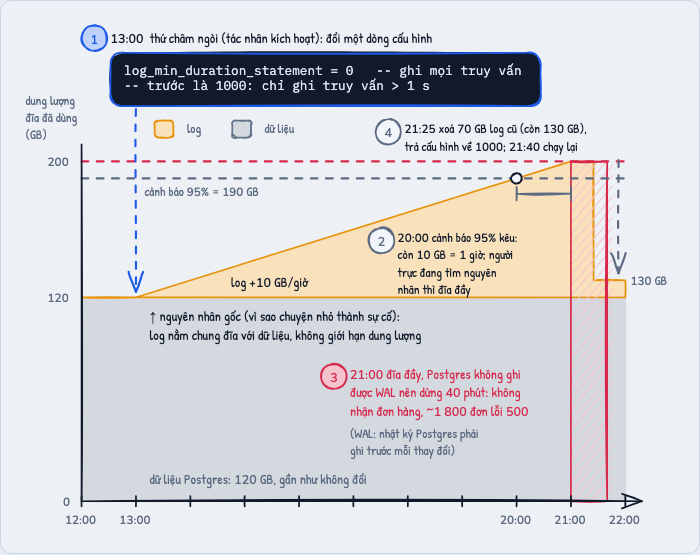 1 13:00 thứ châm ngòi (tác nhân kích hoạt): đổi một dòng cấu hình
log_min_duration_statement = 0 -- ghi mọi truy vấn
-- trước là 1000: chỉ ghi truy vấn > 1 s
dung lượng
đĩa đã dùng
(GB)
log
dữ liệu
4 21:25 xoá 70 GB log cũ (còn 130 GB),
trả cấu hình về 1000; 21:40 chạy lại
200
cảnh báo 95% = 190 GB
2 20:00 cảnh báo 95% kêu:
còn 10 GB = 1 giờ; người
trực đang tìm nguyên
nhân thì đĩa đầy
log +10 GB/giờ
130 GB
120
↑ nguyên nhân gốc (vì sao chuyện nhỏ thành sự cố):
log nằm chung đĩa với dữ liệu, không giới hạn dung lượng
3 21:00 đĩa đầy, Postgres không ghi
được WAL nên dừng 40 phút: không
nhận đơn hàng, ~1 800 đơn lỗi 500
(WAL: nhật ký Postgres phải
ghi trước mỗi thay đổi)
dữ liệu Postgres: 120 GB, gần như không đổi
0
12:00 13:00 20:00 21:00 22:00